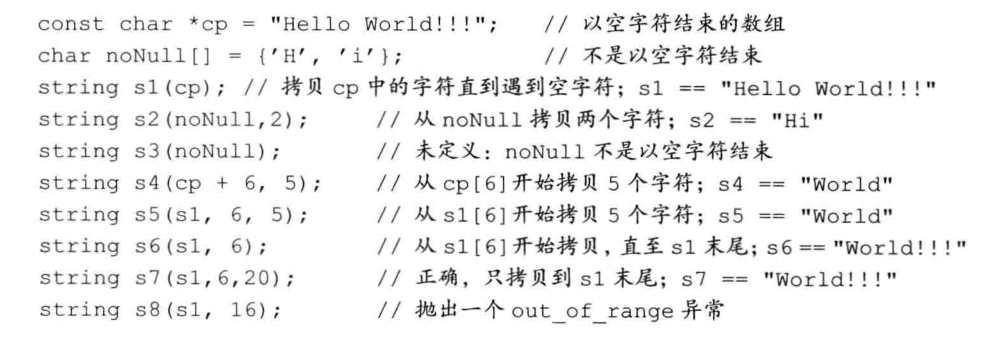 const char *cp = "Hello World!!!";   // 以空字符结束的数组
char noNull[] = {'H', 'i'};          // 不是以空字符结束
string s1(cp); // 拷贝 cp 中的字符直到遇到空字符; s1 == "Hello World!!!"
string s2(noNull,2);     // 从 noNull 拷贝两个字符; s2 == "Hi"
string s3(noNull);       // 未定义: noNull 不是以空字符结束
string s4(cp + 6, 5);    // 从 cp[6]开始拷贝 5 个字符; s4 == "World"
string s5(s1, 6, 5);     // 从 s1[6]开始拷贝 5 个字符; s5 == "World"
string s6(s1, 6);        // 从 s1[6]开始拷贝, 直至 s1 末尾; s6 == "World!!!"
string s7(s1,6,20);      // 正确, 只拷贝到 s1 末尾; s7 == "World!!!"
string s8(s1, 16);       // 抛出一个 out_of_range 异常